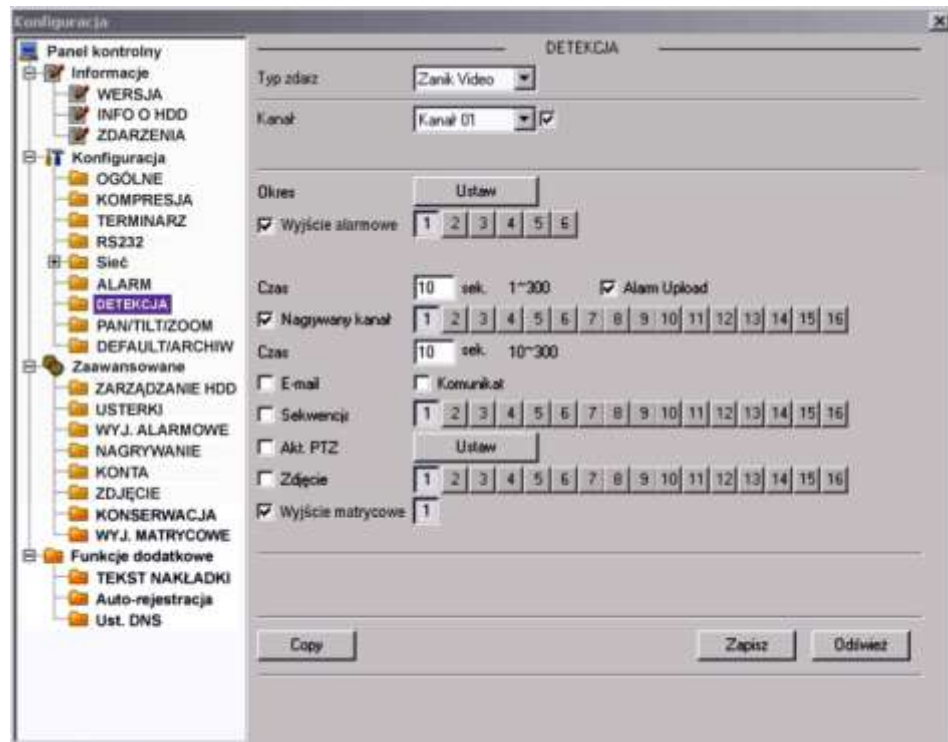 Konfiguracja
Panel kontrolny
Informacje
WERSJA
INFO O HDD
ZDARZENIA
Konfiguracja
OGÓLNE
KOMPRESJA
TERMINARZ
RS232
Sieć
ALARM
DETEKCJA
PAN/TILT/ZOOM
DEFAULT/ARCHIW
Zaawansowane
ZARZĄDZANIE HDD
USTERKI
WYJ. ALARMOWE
NAGRYWANIE
KONTA
ZDJĘCIE
KONSERWACJA
WYJ. MATRYCOWE
Funkcje dodatkowe
TEKST NAKŁADKI
Auto-rejestracja
Ust. DNS
DETEKCJA
Typ zdarz Zanik Video
Kanał Kanał 01
Okres Ustaw
Wyjście alarmowe 1 2 3 4 5 6
Czas 10 sek. 1~300 Alarm Upload
Nagrywany kanał 1 2 3 4 5 6 7 8 9 10 11 12 13 14 15 16
Czas 10 sek. 10~300
E-mail Komunikat
Sekwencja 1 2 3 4 5 6 7 8 9 10 11 12 13 14 15 16
Akt. PTZ Ustaw
Zdjęcie 1 2 3 4 5 6 7 8 9 10 11 12 13 14 15 16
Wyjście matrycowe 1
Copy Zapisz Odśwież